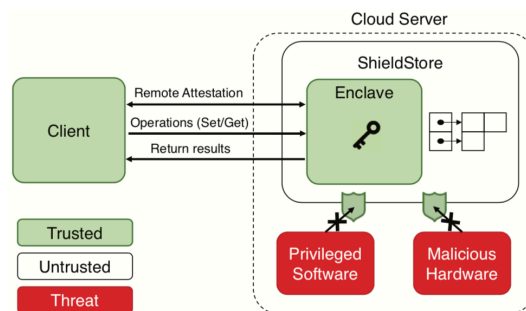 Cloud Server
ShieldStore
Client
Remote Attestation
Operations (Set/Get)
Return results
Enclave
Trusted
Untrusted
Threat
Privileged
Software
Malicious
Hardware